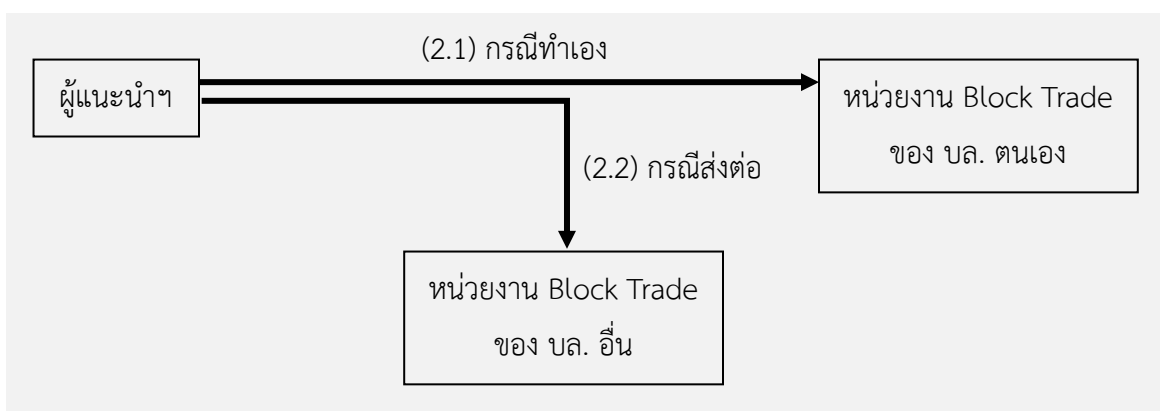 (2.1) กรณีทำเอง
ผู้แนะนำฯ
หน่วยงาน Block Trade
ของ บล. ตนเอง
(2.2) กรณีส่งต่อ
หน่วยงาน Block Trade
ของ บล. อื่น